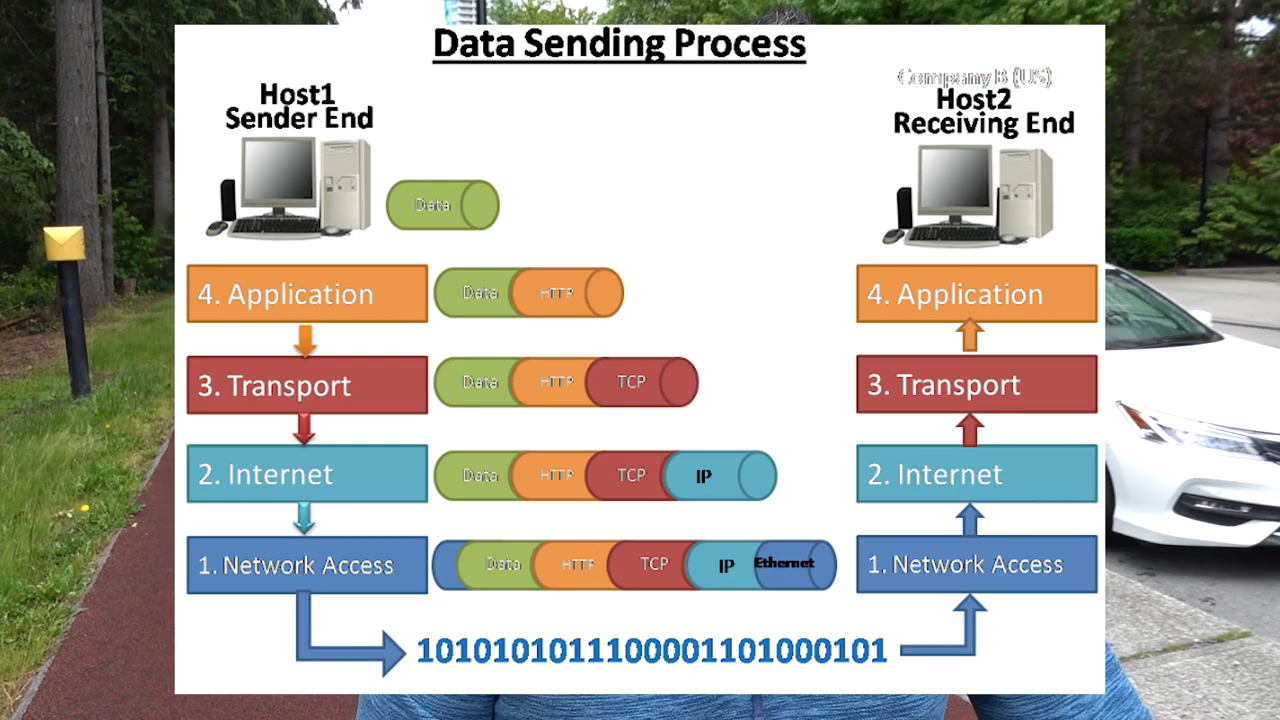 Data Sending Process
Company B (US)
Host1
Sender End
Host2
Receiving End
Data
4. Application
Data HTTP
4. Application
3. Transport
Data HTTP TCP
3. Transport
2. Internet
Data HTTP TCP IP
2. Internet
1. Network Access
Data HTTP TCP IP Ethernet
1. Network Access
1010101011100001101000101